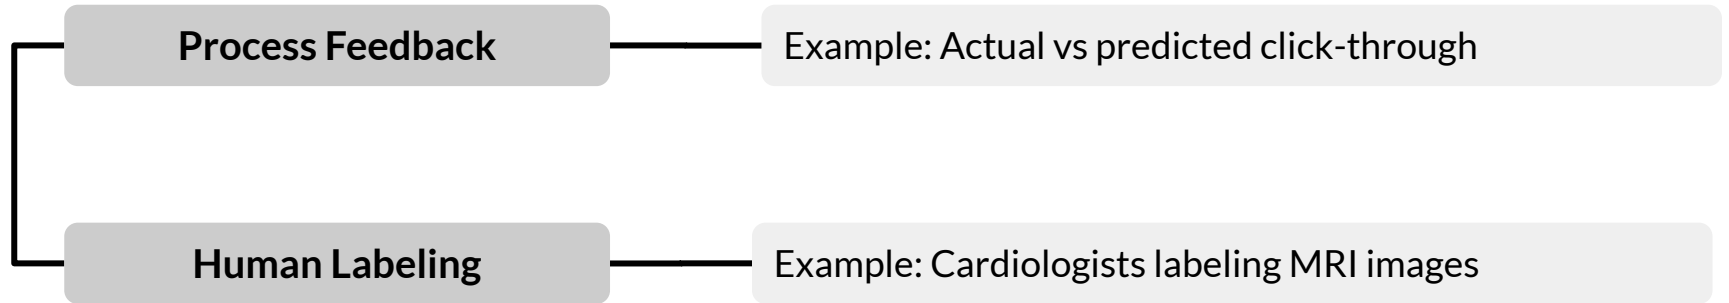 Process Feedback
Example: Actual vs predicted click-through
Human Labeling
Example: Cardiologists labeling MRI images